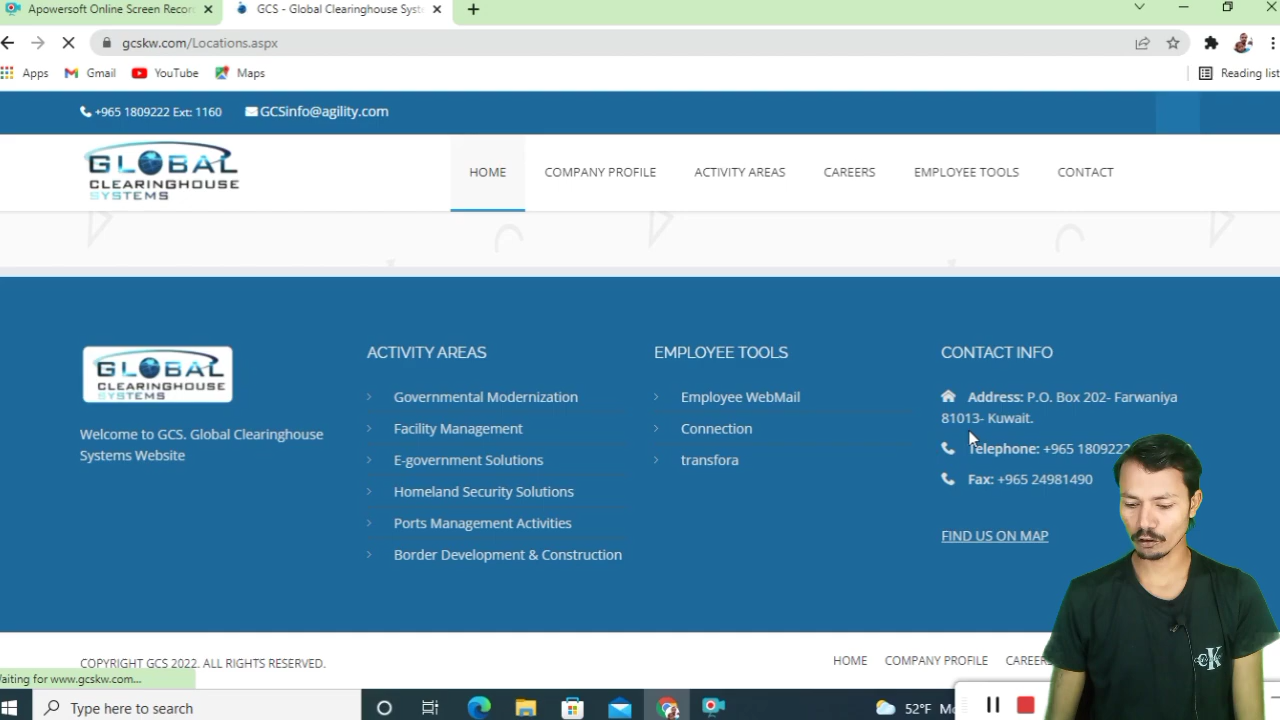 Apowersoft Online Screen Recor
GCS - Global Clearinghouse Syst
gcskw.com/Locations.aspx
Apps
Gmail
YouTube
Maps
Reading list
+965 1809222 Ext: 1160
GCSinfo@agility.com
GLOBAL
CLEARINGHOUSE
SYSTEMS
HOME
COMPANY PROFILE
ACTIVITY AREAS
CAREERS
EMPLOYEE TOOLS
CONTACT
GLOBAL
CLEARINGHOUSE
SYSTEMS
Welcome to GCS. Global Clearinghouse
Systems Website
ACTIVITY AREAS
Governmental Modernization
Facility Management
E-government Solutions
Homeland Security Solutions
Ports Management Activities
Border Development & Construction
EMPLOYEE TOOLS
Employee WebMail
Connection
transfora
CONTACT INFO
Address: P.O. Box 202- Farwaniya
81013- Kuwait.
Telephone: +965 1809222
Fax: +965 24981490
FIND US ON MAP
COPYRIGHT GCS 2022. ALL RIGHTS RESERVED.
HOME
COMPANY PROFILE
CAREERS
Waiting for www.gcskw.com...
Type here to search
52°F
CK